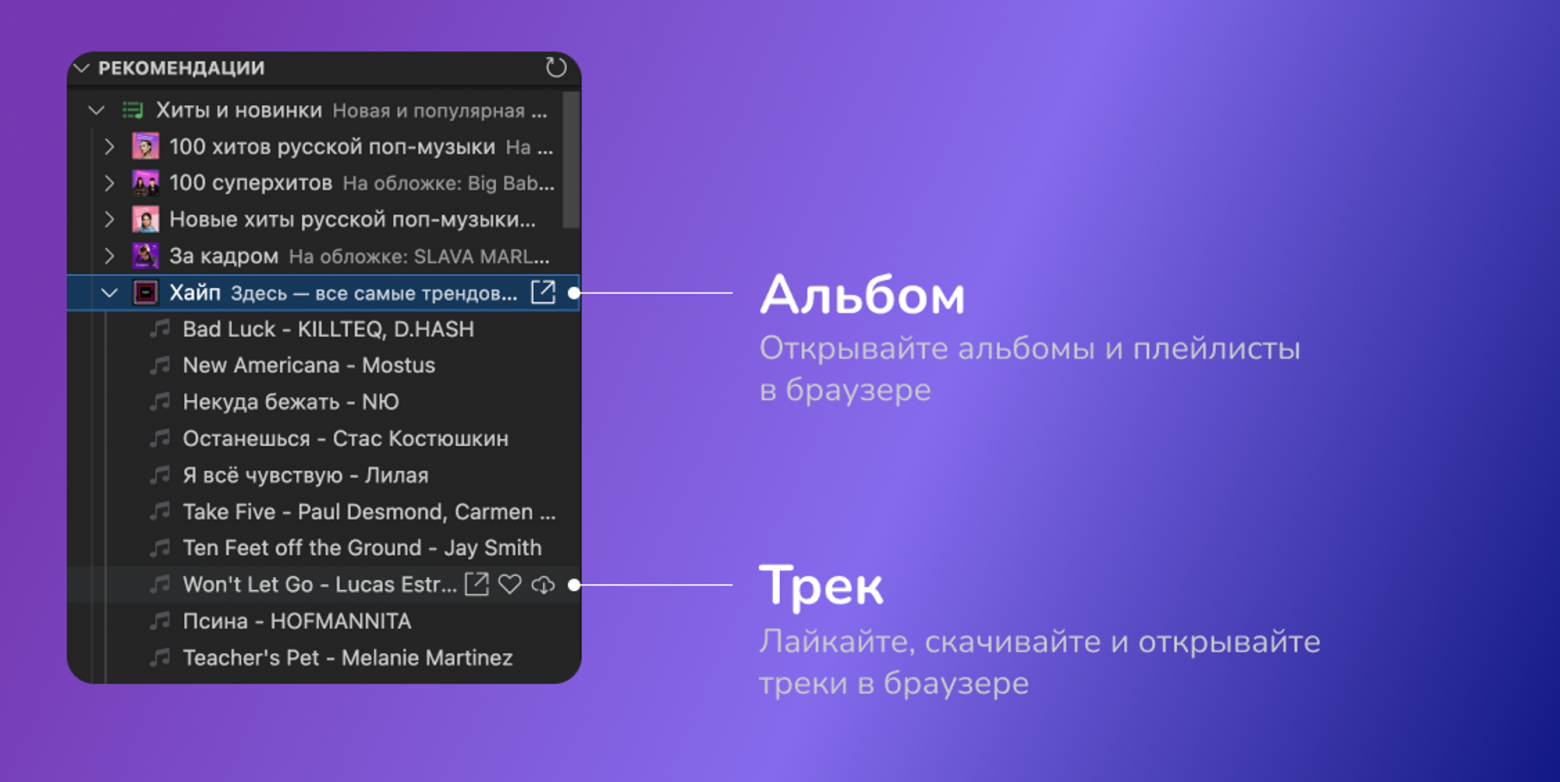 РЕКОМЕНДАЦИИ
Хиты и новинки Новая и популярная ...
100 хитов русской поп-музыки На ...
100 суперхитов На обложке: Big Bab...
Новые хиты русской поп-музыки...
За кадром На обложке: SLAVA MARL...
Хайп Здесь — все самые трендов...
Bad Luck - KILLTEQ, D.HASH
New Americana - Mostus
Некуда бежать - NЮ
Останешься - Стас Костюшкин
Я всё чувствую - Лилая
Take Five - Paul Desmond, Carmen ...
Ten Feet off the Ground - Jay Smith
Won't Let Go - Lucas Estr...
Псина - HOFMANNITA
Teacher's Pet - Melanie Martinez
Альбом
Открывайте альбомы и плейлисты
в браузере
Трек
Лайкайте, скачивайте и открывайте
треки в браузере